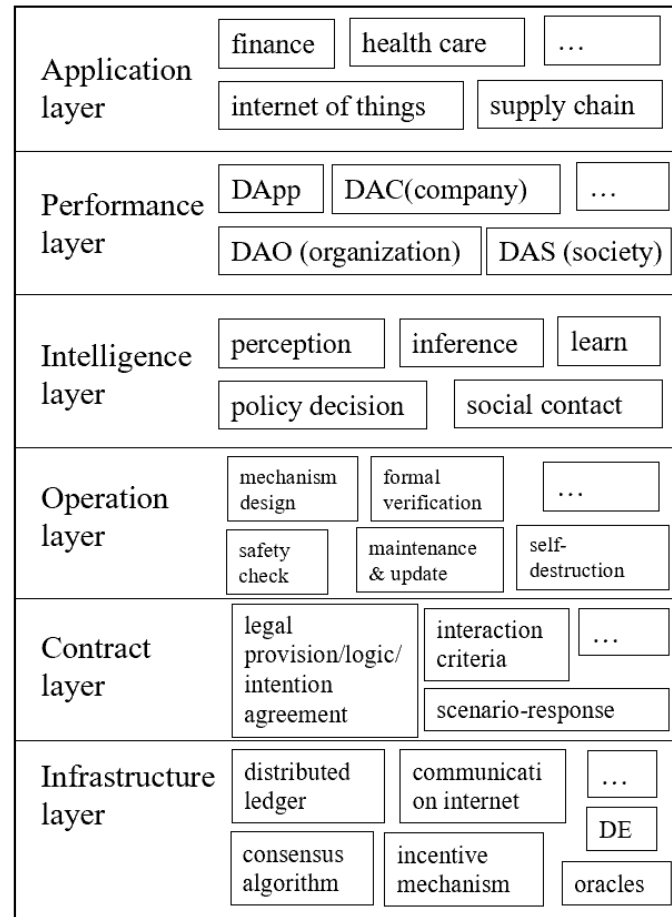 Application
layer
finance
health care
…
internet of things
supply chain
Performance
layer
DApp
DAC(company)
…
DAO (organization)
DAS (society)
Intelligence
layer
perception
inference
learn
policy decision
social contact
Operation
layer
mechanism
design
formal
verification
…
safety
check
maintenance
& update
self-
destruction
Contract
layer
legal
provision/logic/
intention
agreement
interaction
criteria
…
scenario-response
Infrastructure
layer
distributed
ledger
communicati
on internet
…
DE
consensus
algorithm
incentive
mechanism
oracles